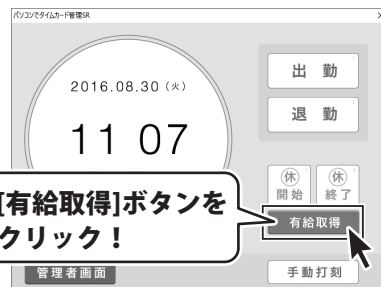 パソコンでタイムカード管理SR
2016.08.30 (火)
11 07
出 勤
退 勤
休 開始
休 終了
[有給取得]ボタンを
クリック！
有給取得
管理者画面
手動打刻